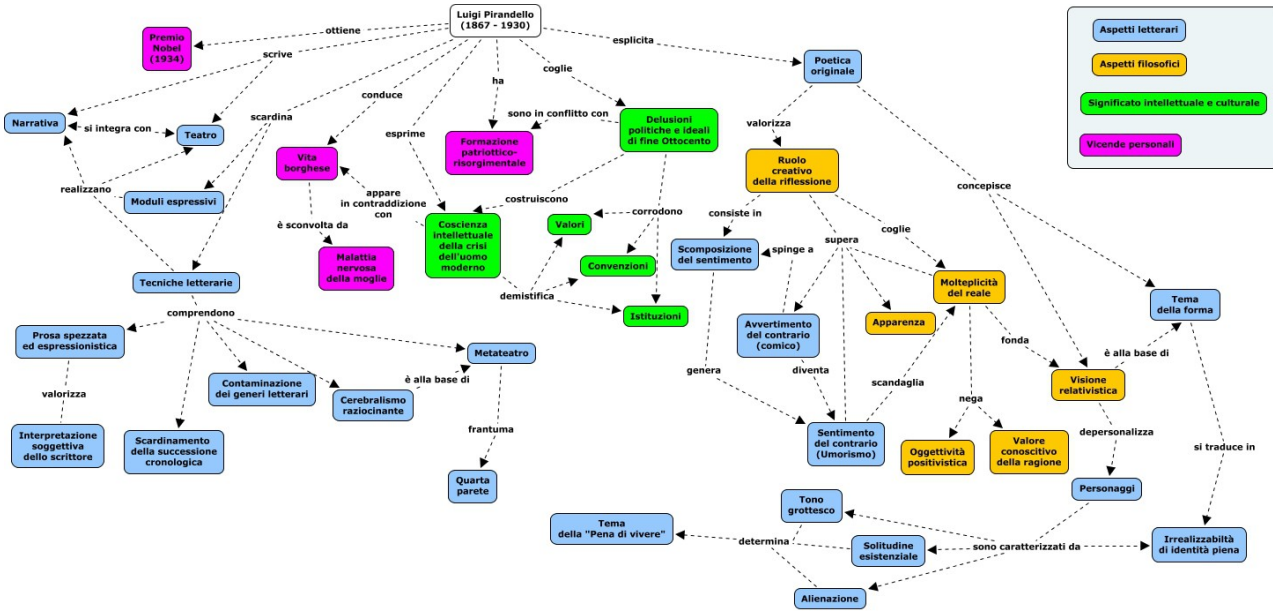 Luigi Pirandello
(1867 - 1930)
Aspetti letterari
Aspetti filosofici
Significato intellettuale e culturale
Vicende personali
ottiene
Premio
Nobel
(1934)
scrive
esplicita
coglie
ha
Poetica
originale
conduce
Narrativa
si integra con
Teatro
scardina
esprime
sono in conflitto con
Delusioni
politiche e ideali
di fine Ottocento
valorizza
Formazione
patriottico-
risorgimentale
Vita
borghese
Ruolo
creativo
della riflessione
concepisce
realizzano
Moduli espressivi
appare
in contraddizione
con
costruiscono
corrodono
consiste in
coglie
è sconvolta da
Coscienza
intellettuale
della crisi
dell'uomo
moderno
Valori
Scomposizione
del sentimento
spinge a
supera
Malattia
nervosa
della moglie
Convenzioni
Tecniche letterarie
demistifica
Molteplicità
del reale
Tema
della forma
comprendono
Istituzioni
Avvertimento
del contrario
(comico)
Apparenza
Prosa spezzata
ed espressionistica
Metateatro
fonda
è alla base di
genera
diventa
scandaglia
Visione
relativistica
è alla base di
Contaminazione
dei generi letterari
Cerebralismo
raziocinante
valorizza
nega
frantuma
depersonalizza
Interpretazione
soggettiva
dello scrittore
Scardinamento
della successione
cronologica
Sentimento
del contrario
(Umorismo)
Oggettività
positivistica
Valore
conoscitivo
della ragione
si traduce in
Quarta
parete
Personaggi
Tono
grottesco
Tema
della "Pena di vivere"
determina
Solitudine
esistenziale
sono caratterizzati da
Irrealizzabiltà
di identità piena
Alienazione